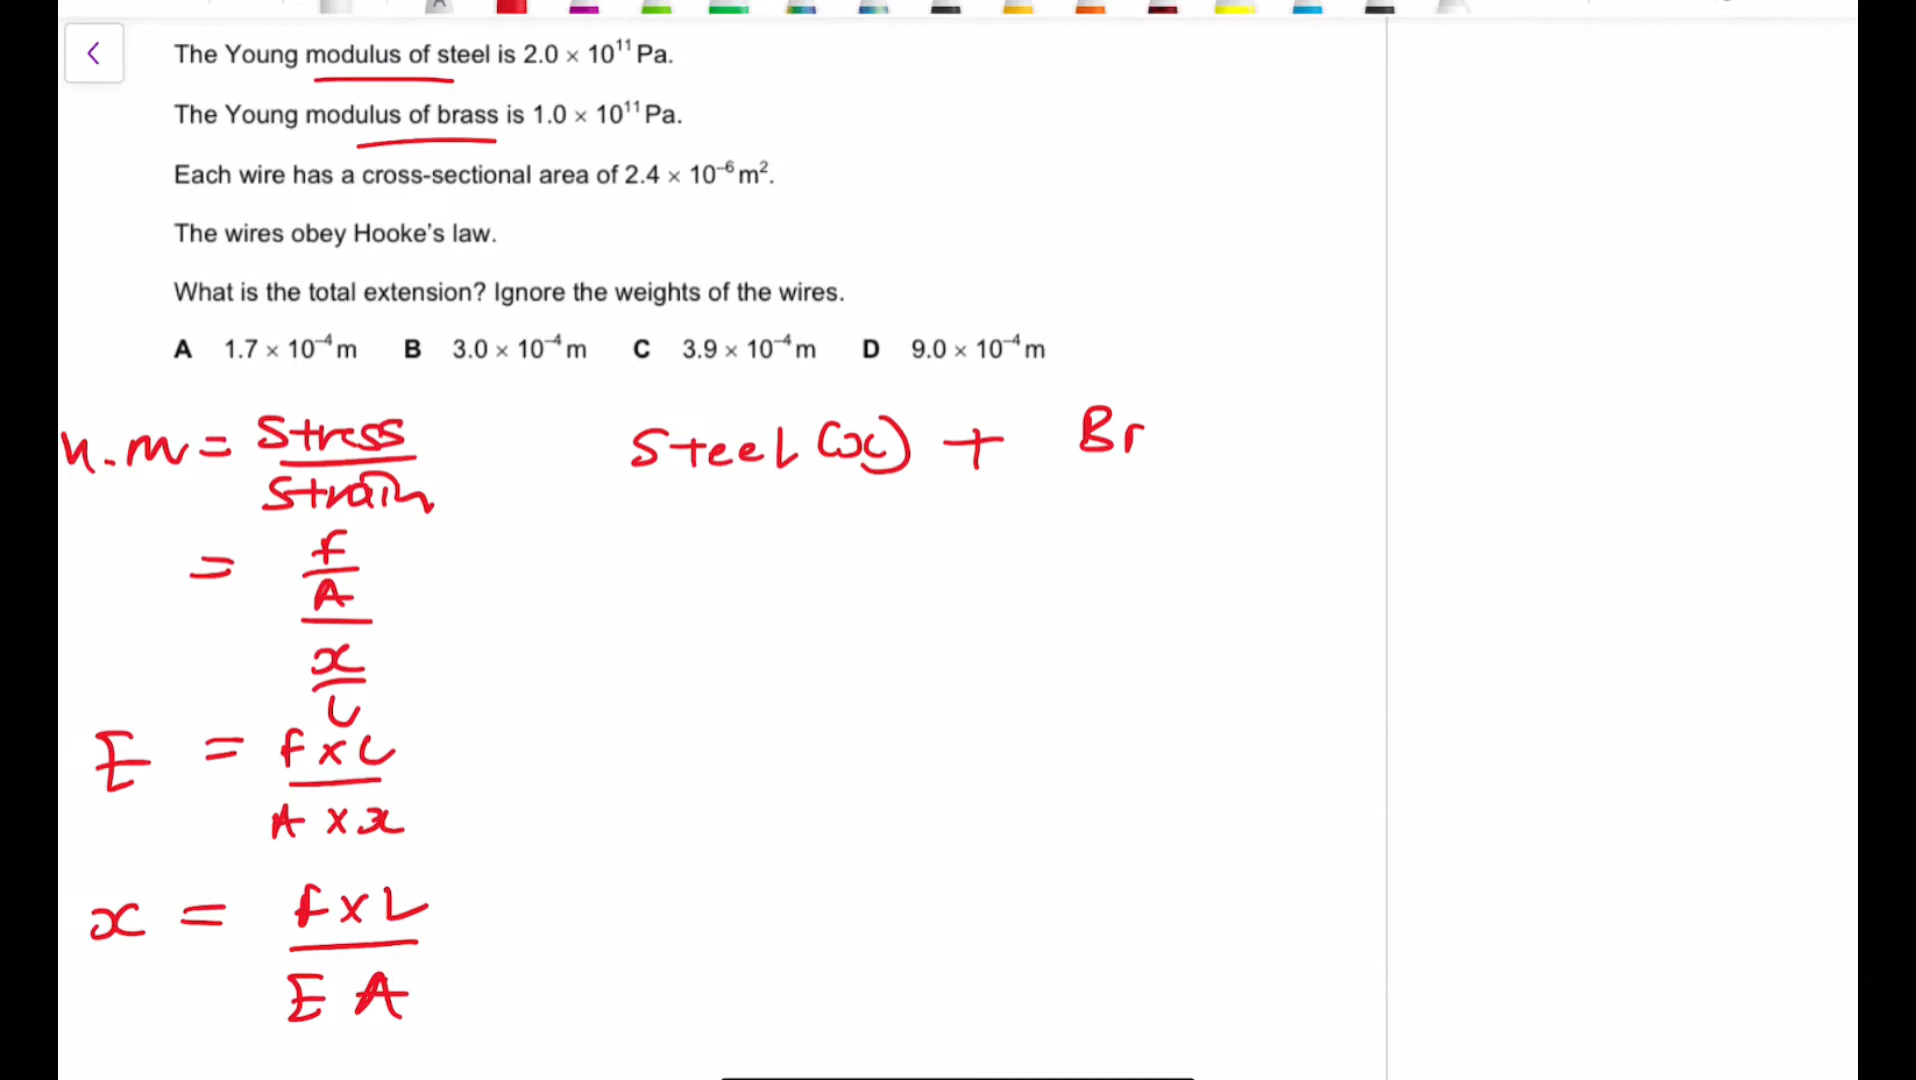 The Young modulus of steel is 2.0 × 10¹¹ Pa.
The Young modulus of brass is 1.0 × 10¹¹ Pa.
Each wire has a cross-sectional area of 2.4 × 10⁻⁶ m².
The wires obey Hooke's law.
What is the total extension? Ignore the weights of the wires.
A 1.7 × 10⁻⁴ m B 3.0 × 10⁻⁴ m C 3.9 × 10⁻⁴ m D 9.0 × 10⁻⁴ m
y.m = Stress
Strain
= f
A
x
L
E = f x L
A x x
x = f x L
E A
Steel (x) + Br